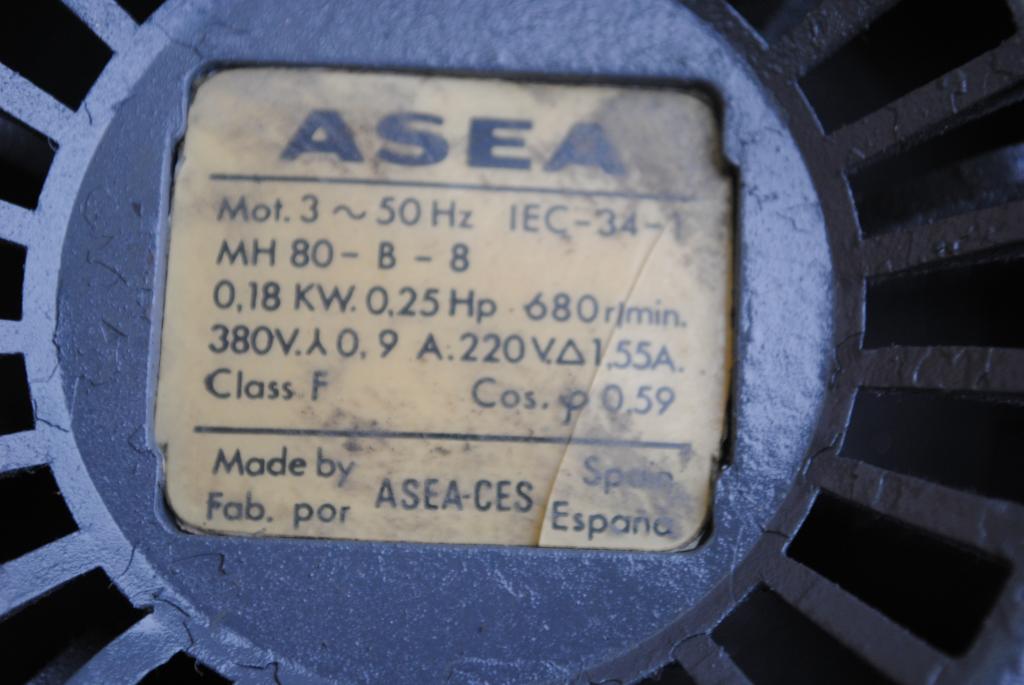 ASEA
Mot. 3 ~ 50 Hz IEC-34-1
MH 80 - B - 8
0,18 KW. 0,25 Hp 680 r/min.
380V.⅄ 0,9 A. 220V.Δ 1,55A.
Class F Cos. φ 0,59
Made by Spain
Fab. por ASEA-CES España